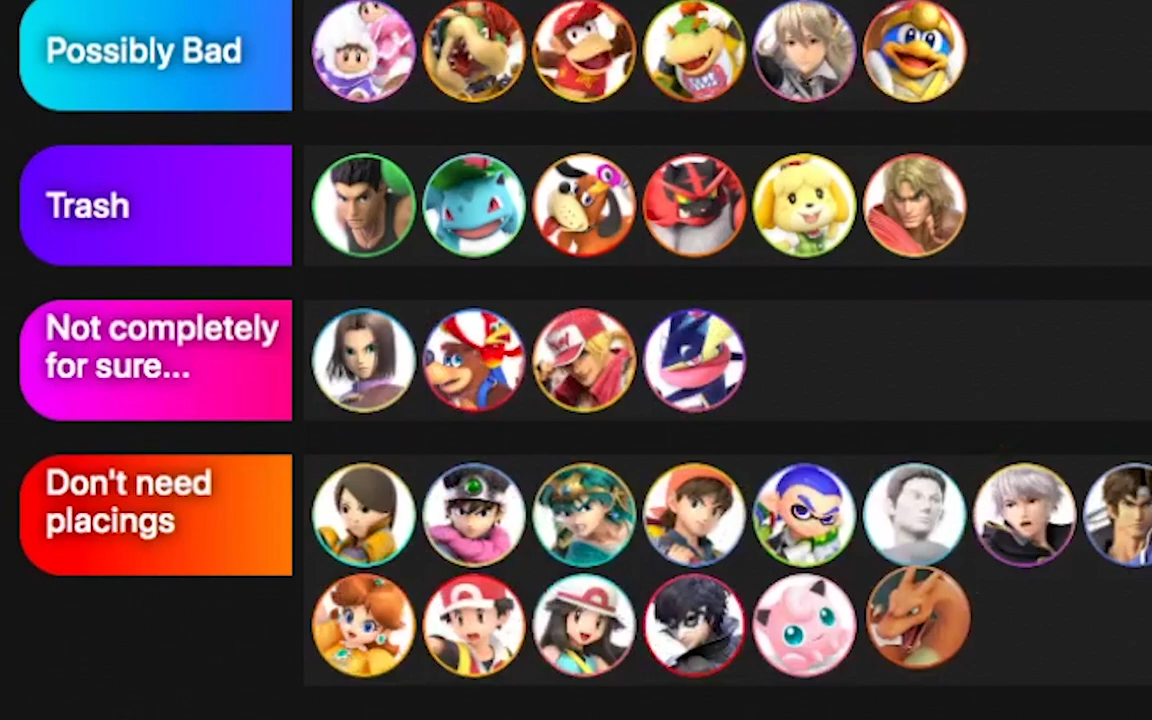 Possibly Bad
Trash
Not completely
for sure...
Don't need
placings